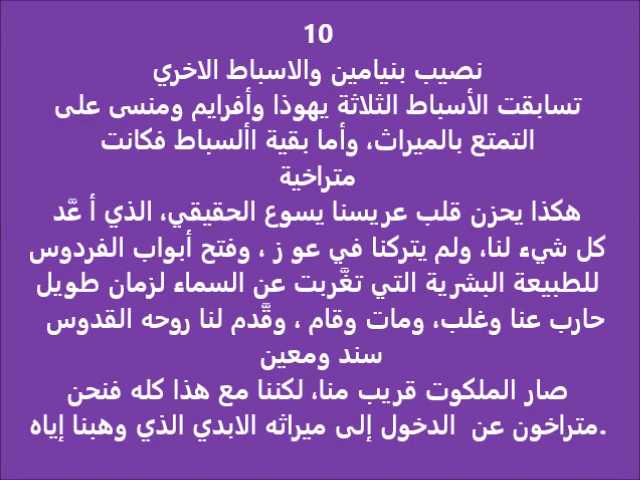 10
نصيب بنيامين والاسباط الاخري
تسابقت الأسباط الثلاثة يهوذا وأفرايم ومنسى على
التمتع بالميراث، وأما بقية األسباط فكانت
متراخية
هكذا يحزن قلب عريسنا يسوع الحقيقي، الذي أ عَّد
كل شيء لنا، ولم يتركنا في عو ز ، وفتح أبواب الفردوس
للطبيعة البشرية التي تغَّربت عن السماء لزمان طويل
حارب عنا وغلب، ومات وقام ، وقَّدم لنا روحه القدوس
سند ومعين
صار الملكوت قريب منا، لكننا مع هذا كله فنحن
.متراخون عن  الدخول إلى ميراثه الابدي الذي وهبنا إياه